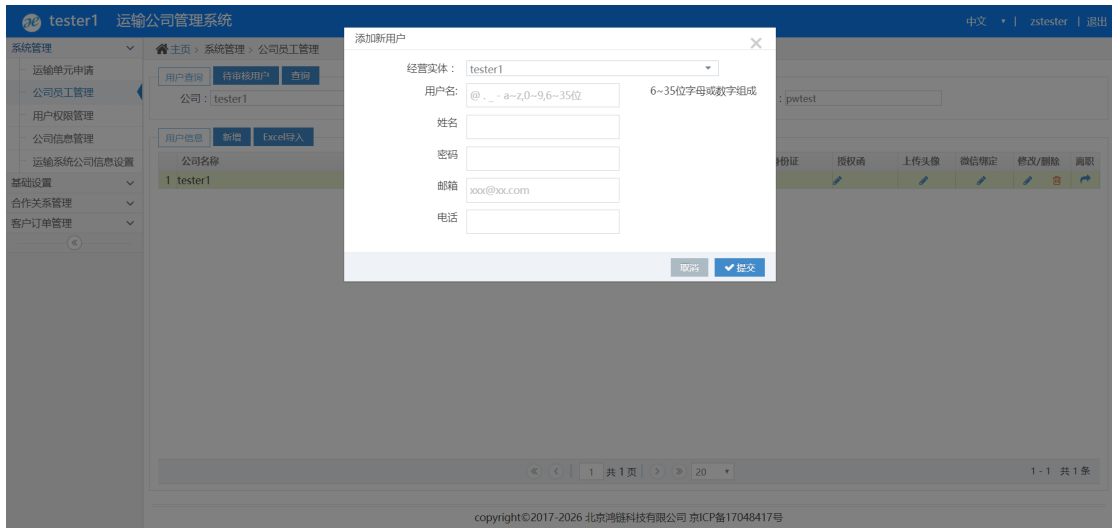 tester1 运输公司管理系统 中文 | zstester | 退出
系统管理
运输单元申请
公司员工管理
用户权限管理
公司信息管理
运输系统公司信息设置
基础设置
合作关系管理
客户订单管理
主页 › 系统管理 › 公司员工管理
用户查询 待审核用户 查询
公司 : tester1
: pwtest
用户信息 新增 Excel导入
公司名称 份证 授权函 上传头像 微信绑定 修改/删除 离职
1 tester1
添加新用户
经营实体 : tester1
用户名: @ . _ - a~z,0~9,6~35位 6~35位字母或数字组成
姓名
密码
邮箱 xxx@xx.com
电话
取消 提交
1 共 1 页 20
1 - 1 共 1 条
copyright©2017-2026 北京鸿链科技有限公司 京ICP备17048417号